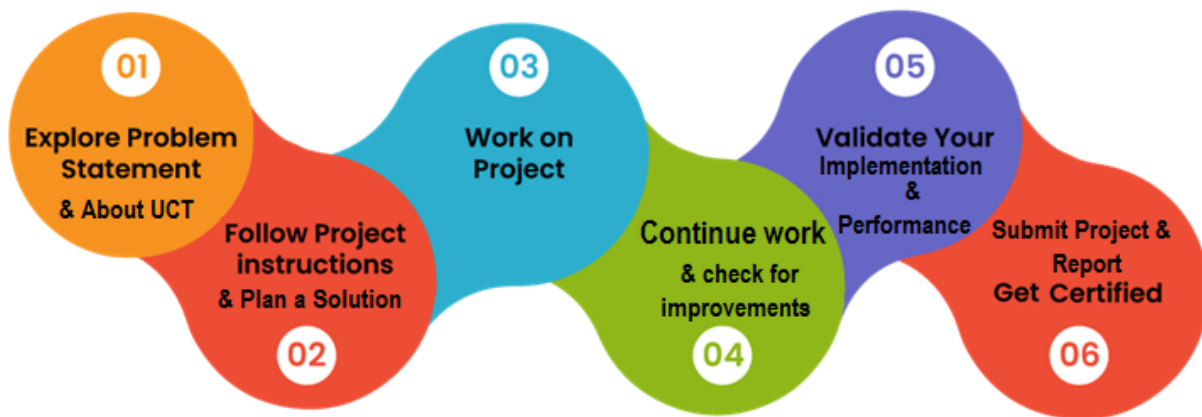 01
Explore Problem
Statement
& About UCT
Follow Project
instructions
& Plan a Solution
02
03
Work on
Project
Continue work
& check for
improvements
04
05
Validate Your
Implementation
&
Performance
Submit Project &
Report
Get Certified
06